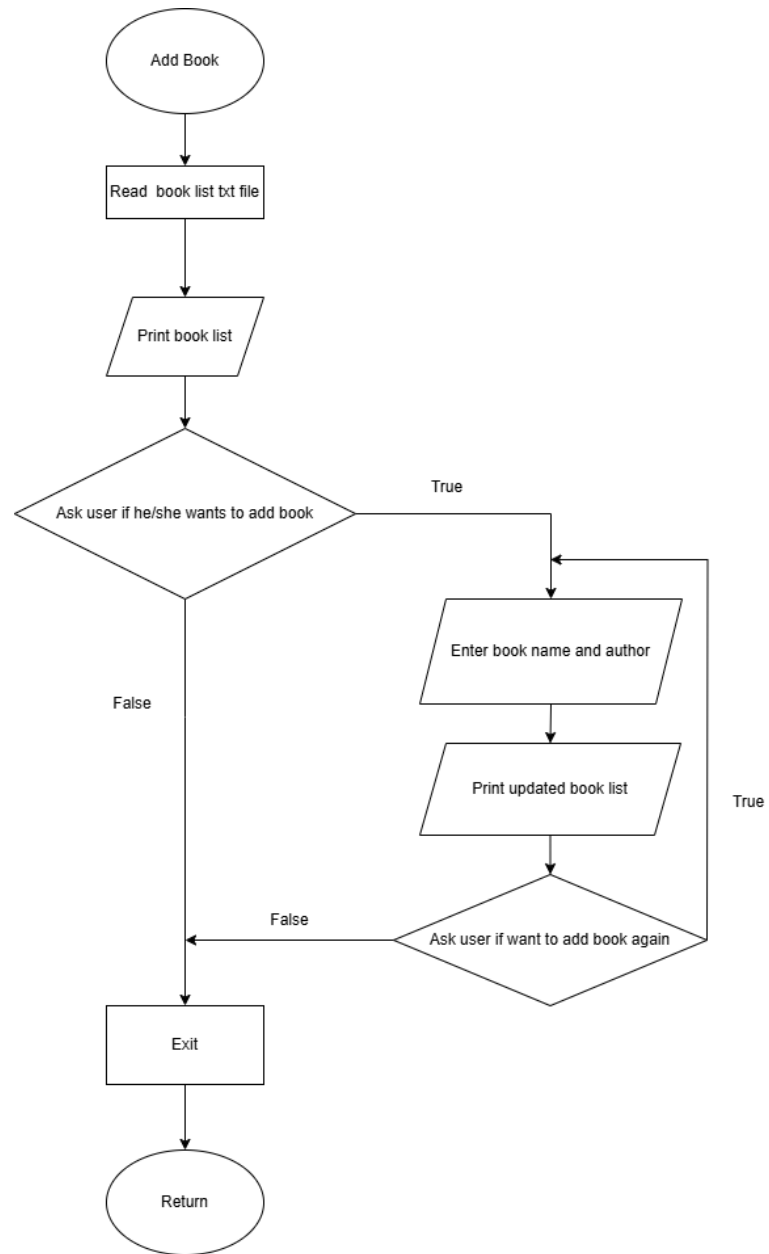 Add Book
Read book list txt file
Print book list
Ask user if he/she wants to add book
True
Enter book name and author
False
Print updated book list
True
False
Ask user if want to add book again
Exit
Return